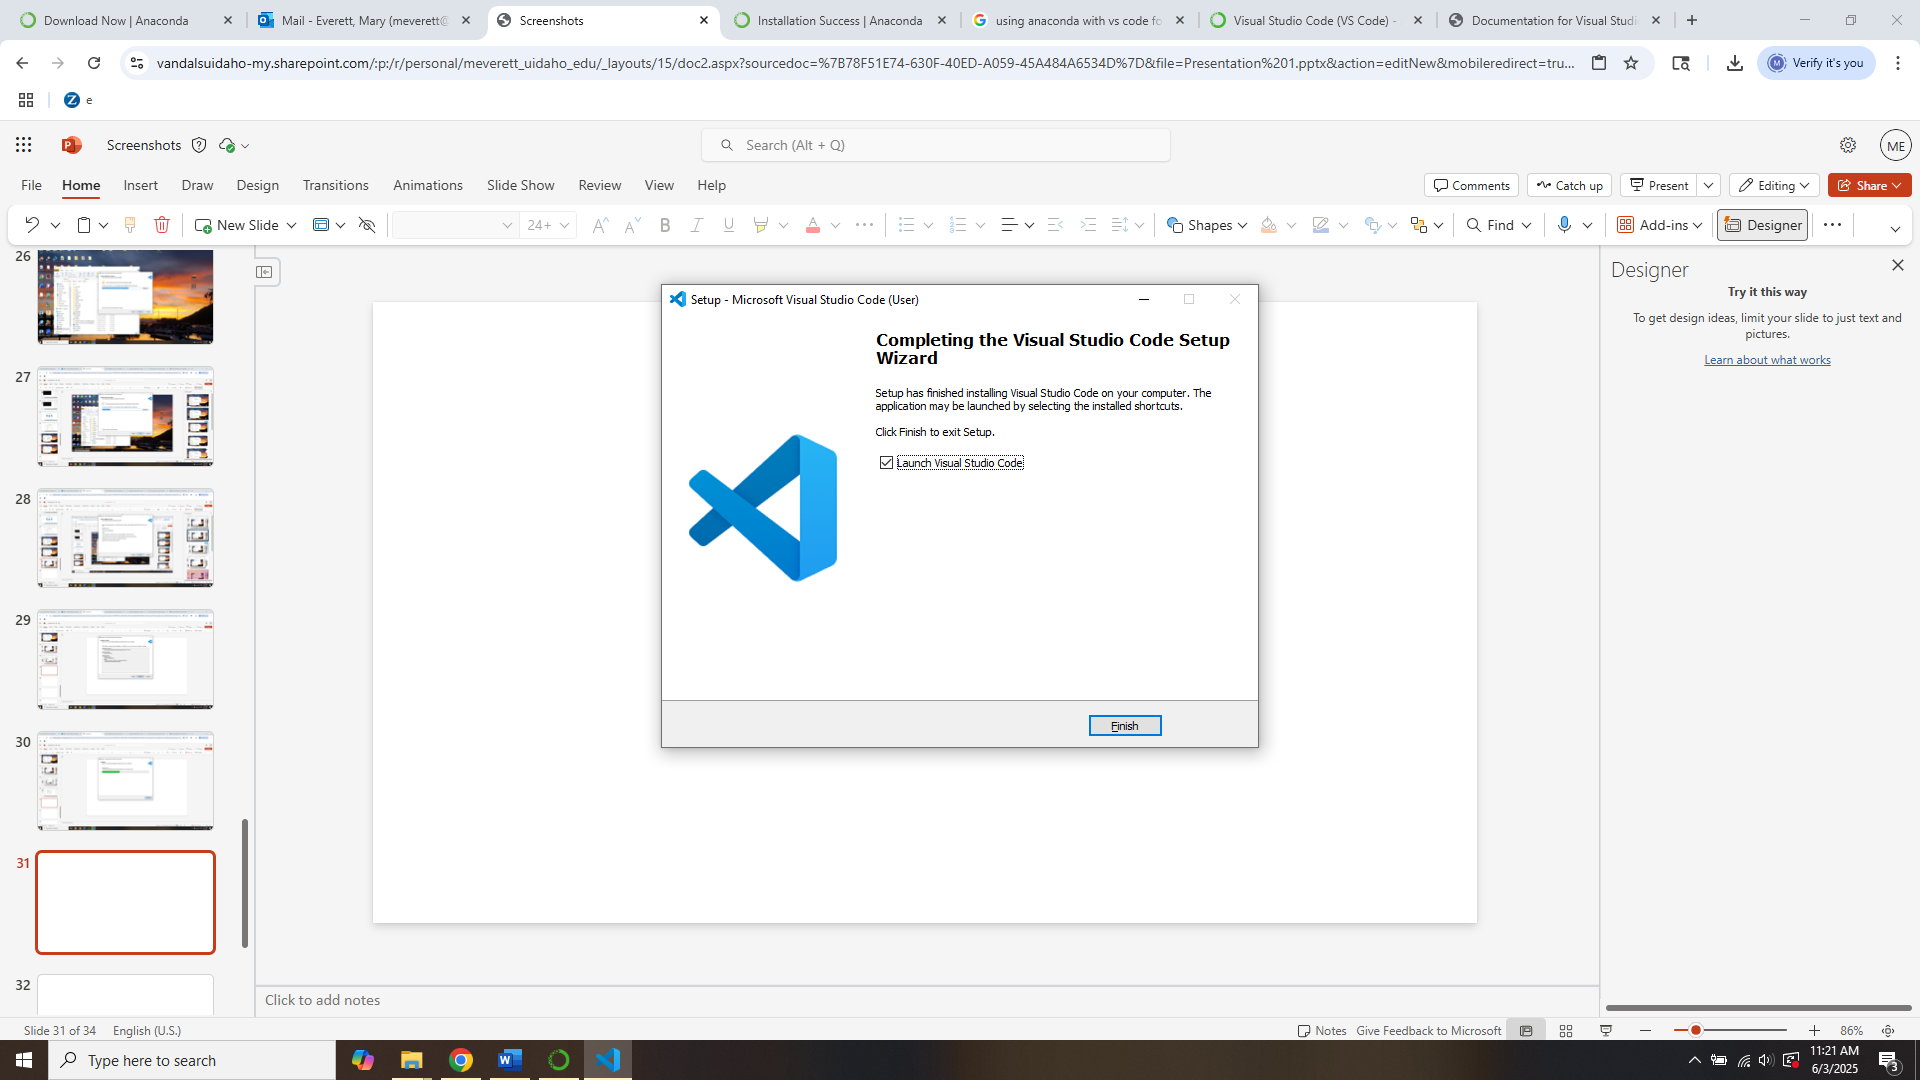 Download Now | Anaconda
Mail - Everett, Mary (meverett@
Screenshots
Installation Success | Anaconda
using anaconda with vs code fo
Visual Studio Code (VS Code) -
Documentation for Visual Studi
vandalsuidaho-my.sharepoint.com/:p:/r/personal/meverett_uidaho_edu/_layouts/15/doc2.aspx?sourcedoc=%7B78F51E74-630F-40ED-A059-45A484A6534D%7D&file=Presentation%201.pptx&action=editNew&mobileredirect=tru...
M
Verify it's you
Z
e
P
Screenshots
Search (Alt + Q)
ME
File
Home
Insert
Draw
Design
Transitions
Animations
Slide Show
Review
View
Help
Comments
Catch up
Present
Editing
Share
New Slide
24+
Shapes
Find
Add-ins
Designer
26
27
28
29
30
31
32
Setup - Microsoft Visual Studio Code (User)
Completing the Visual Studio Code Setup
Wizard
Setup has finished installing Visual Studio Code on your computer. The
application may be launched by selecting the installed shortcuts.
Click Finish to exit Setup.
Launch Visual Studio Code
Finish
Designer
Try it this way
To get design ideas, limit your slide to just text and
pictures.
Learn about what works
Click to add notes
Slide 31 of 34
English (U.S.)
Notes
Give Feedback to Microsoft
86%
Type here to search
11:21 AM
6/3/2025
3